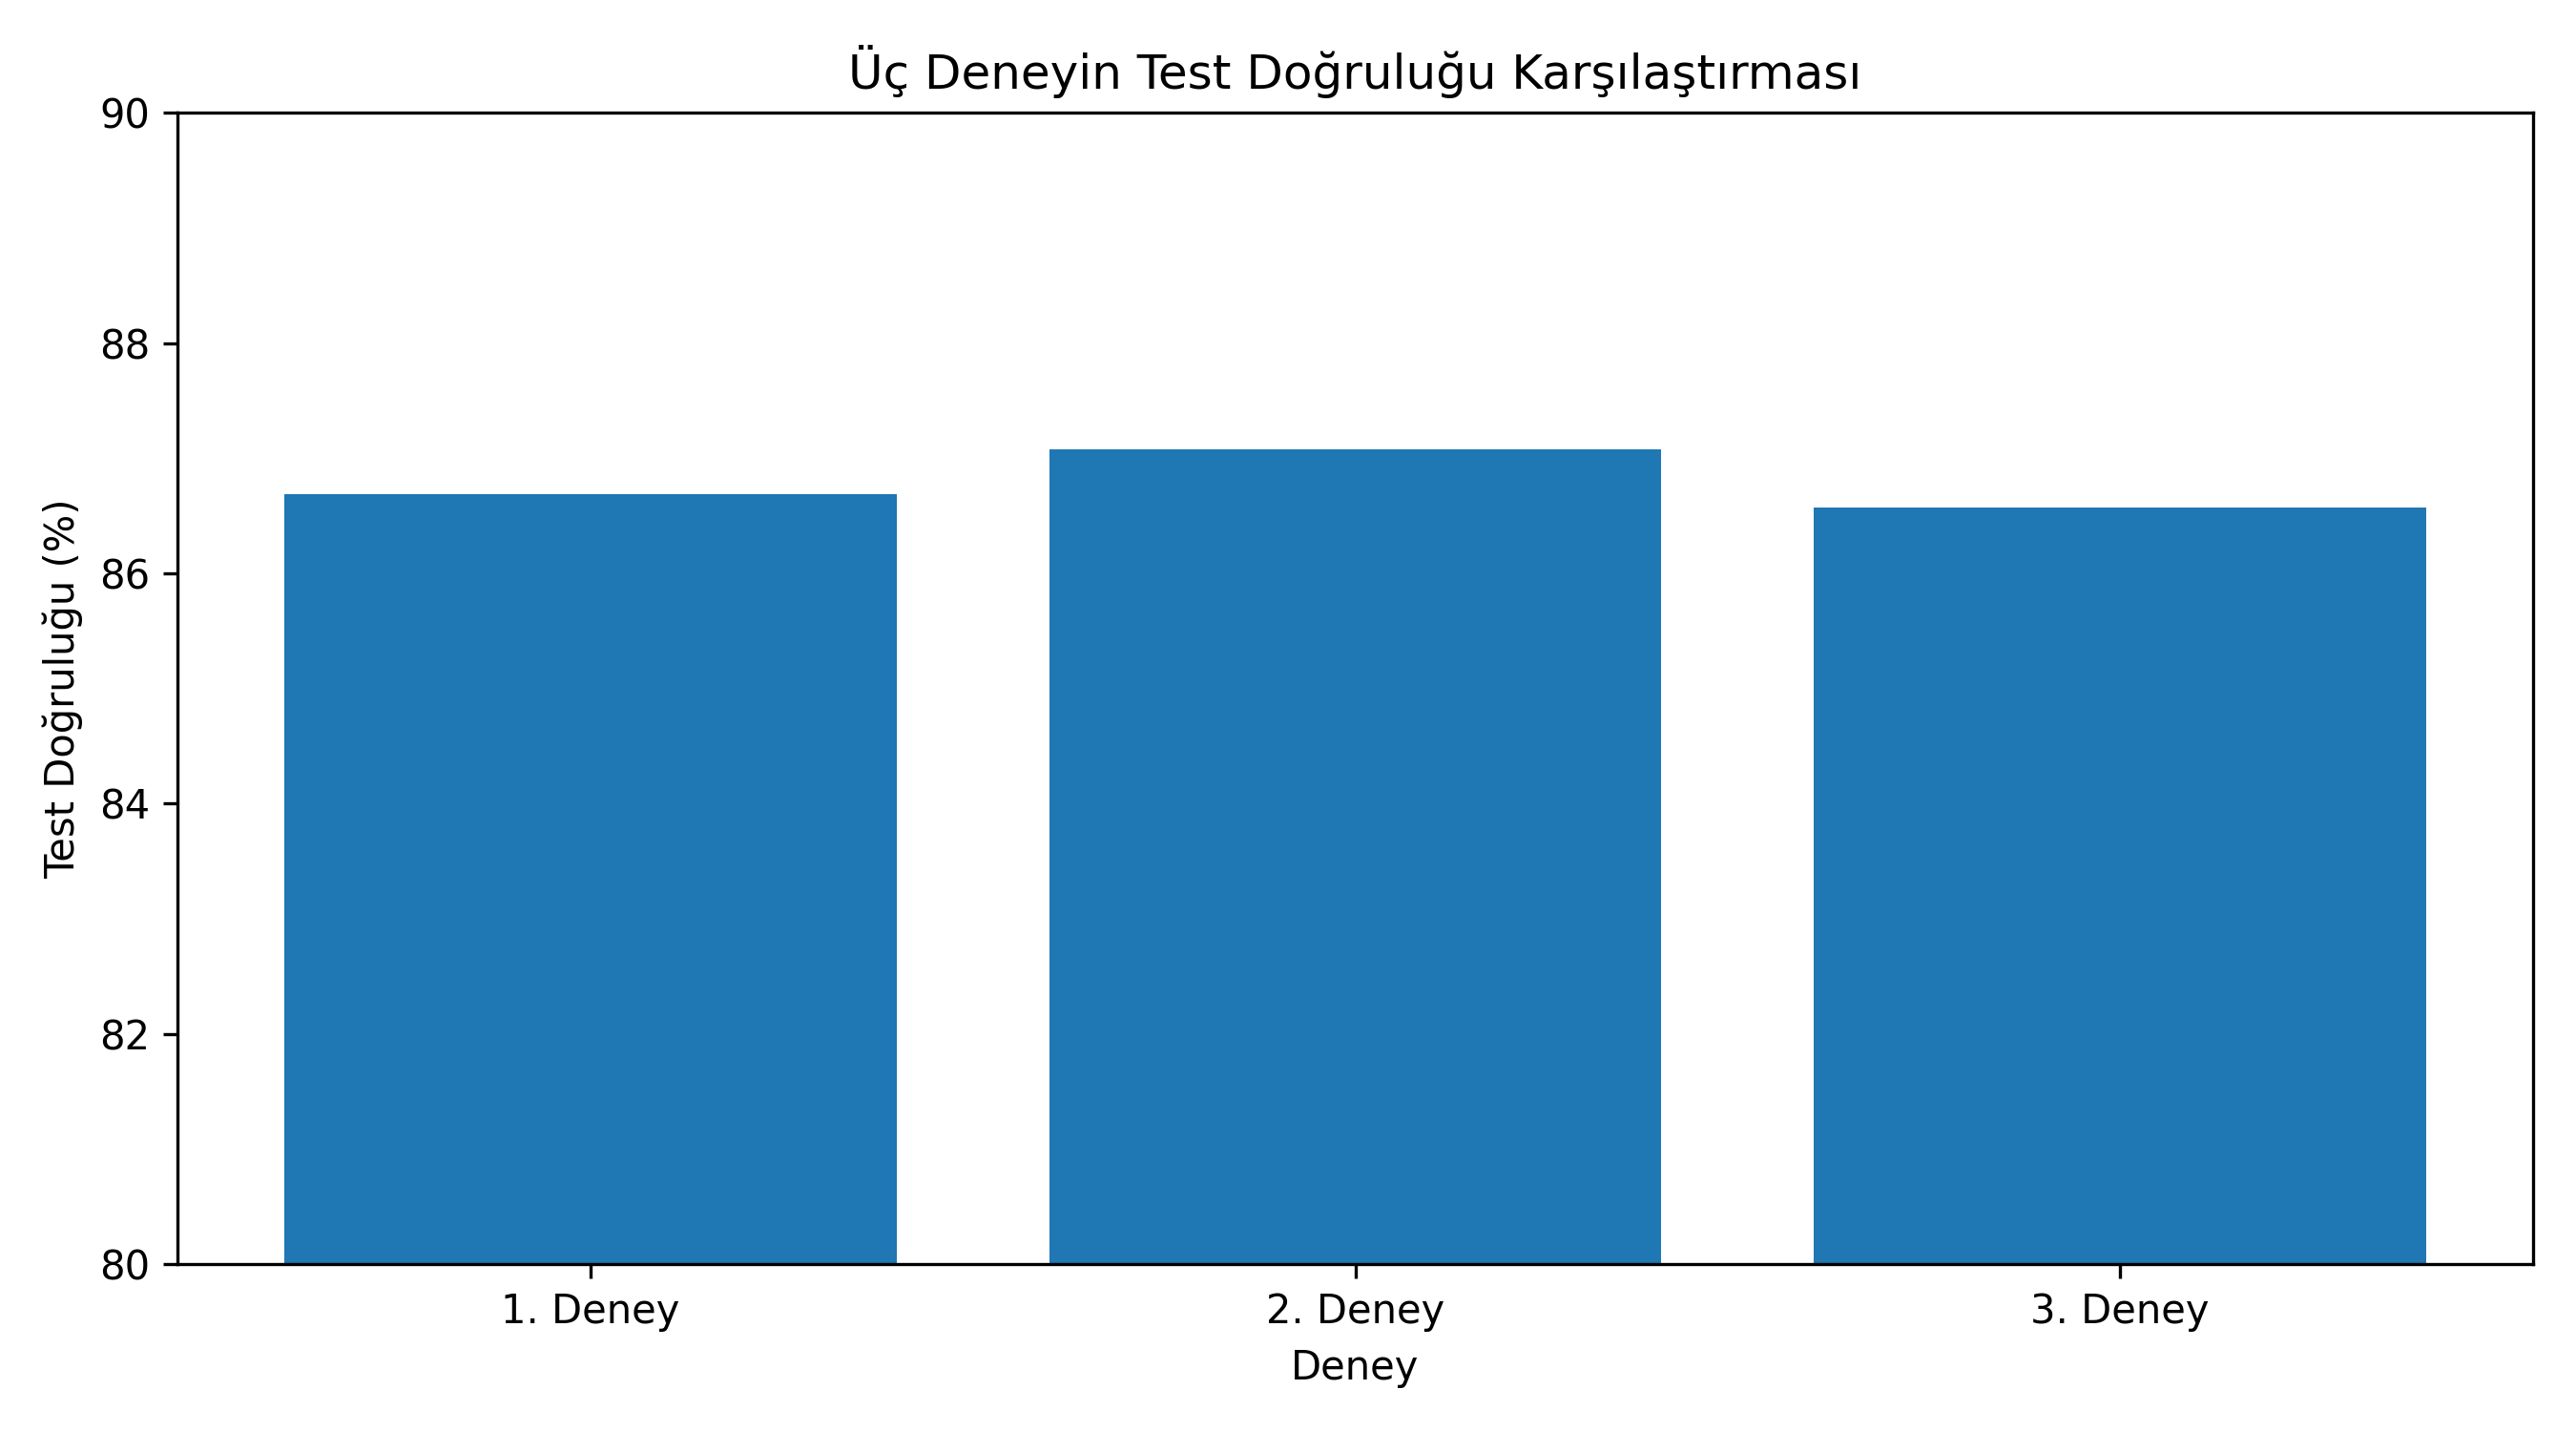 Üç Deneyin Test Doğruluğu Karşılaştırması
90
88
86
84
82
80
Test Doğruluğu (%)
1. Deney
2. Deney
3. Deney
Deney